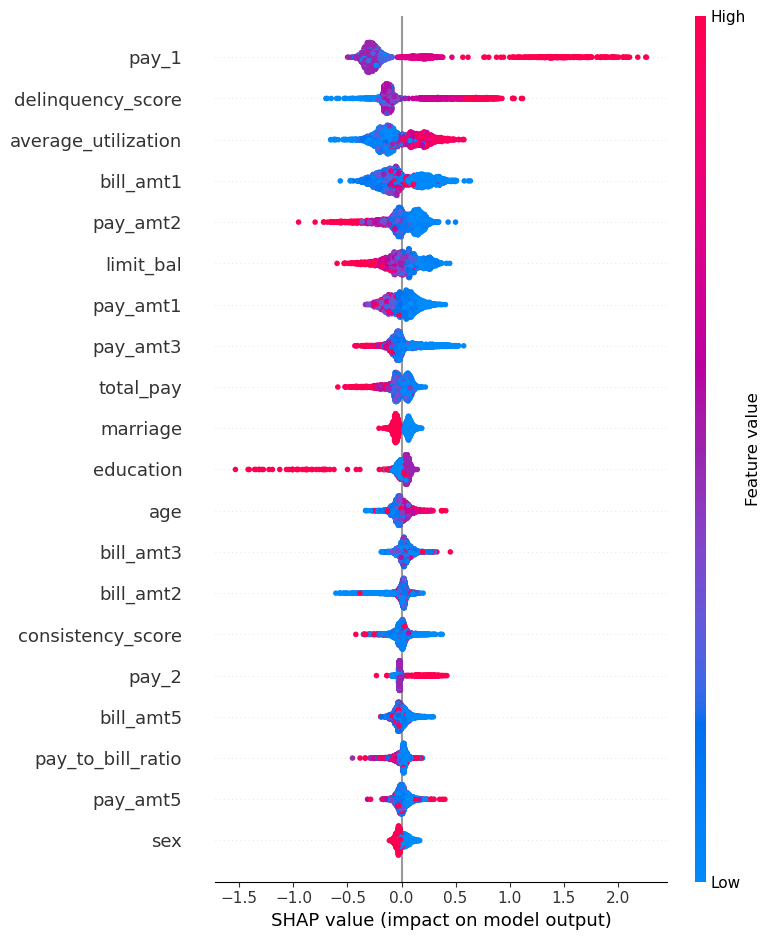 High
pay_1
delinquency_score
average_utilization
bill_amt1
pay_amt2
limit_bal
pay_amt1
pay_amt3
total_pay
marriage
education
age
bill_amt3
bill_amt2
consistency_score
pay_2
bill_amt5
pay_to_bill_ratio
pay_amt5
sex
Feature value
Low
−1.5 −1.0 −0.5 0.0 0.5 1.0 1.5 2.0
SHAP value (impact on model output)